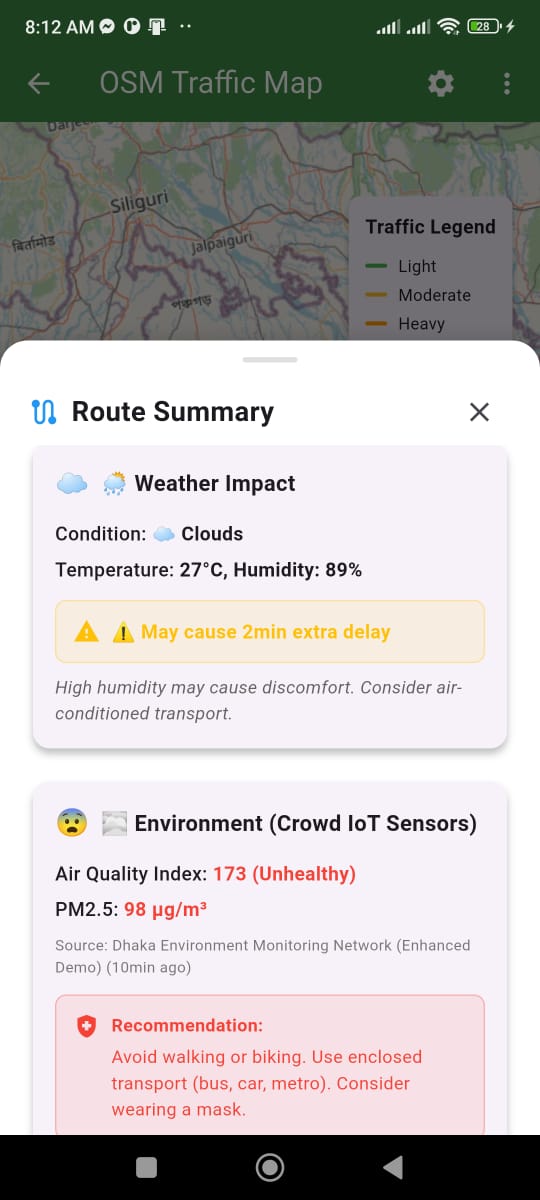 8:12 AM
28
OSM Traffic Map
Siliguri
Jalpaiguri
बिर्तामोड
পঞ্চগড়
Traffic Legend
Light
Moderate
Heavy
Route Summary
Weather Impact
Condition: ☁️ Clouds
Temperature: 27°C, Humidity: 89%
⚠️ May cause 2min extra delay
High humidity may cause discomfort. Consider air-
conditioned transport.
Environment (Crowd IoT Sensors)
Air Quality Index: 173 (Unhealthy)
PM2.5: 98 µg/m³
Source: Dhaka Environment Monitoring Network (Enhanced
Demo) (10min ago)
Recommendation:
Avoid walking or biking. Use enclosed
transport (bus, car, metro). Consider
wearing a mask.